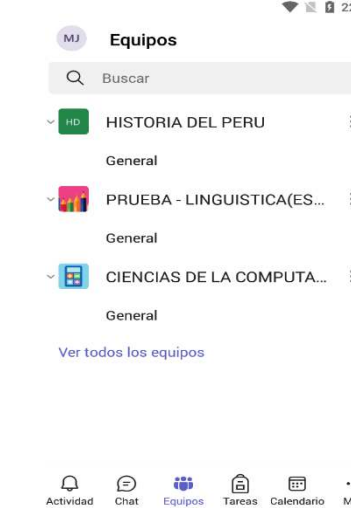 22
MJ Equipos
Buscar
HD HISTORIA DEL PERU
General
PRUEBA - LINGUISTICA(ES...
General
CIENCIAS DE LA COMPUTA...
General
Ver todos los equipos
Actividad Chat Equipos Tareas Calendario M